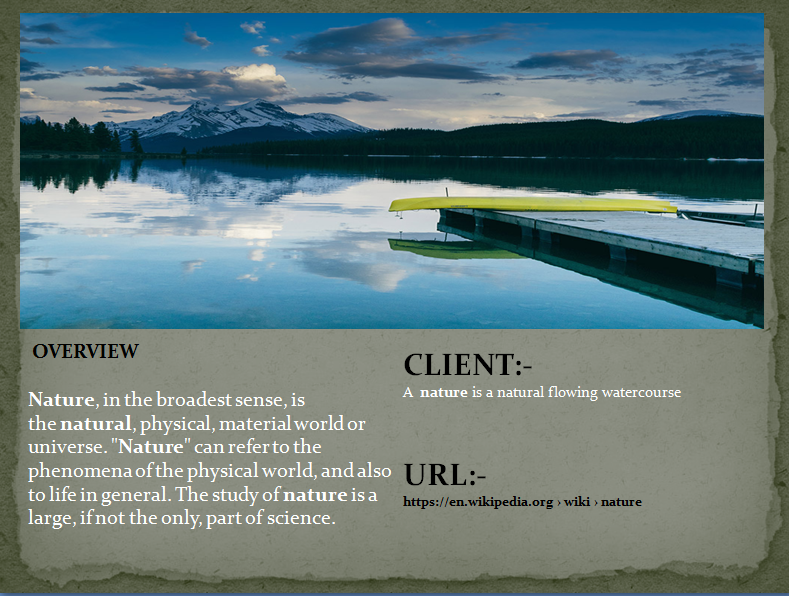 OVERVIEW
Nature, in the broadest sense, is
the natural, physical, material world or
universe. "Nature" can refer to the
phenomena of the physical world, and also
to life in general. The study of nature is a
large, if not the only, part of science.
CLIENT:-
A nature is a natural flowing watercourse
URL:-
https://en.wikipedia.org › wiki › nature